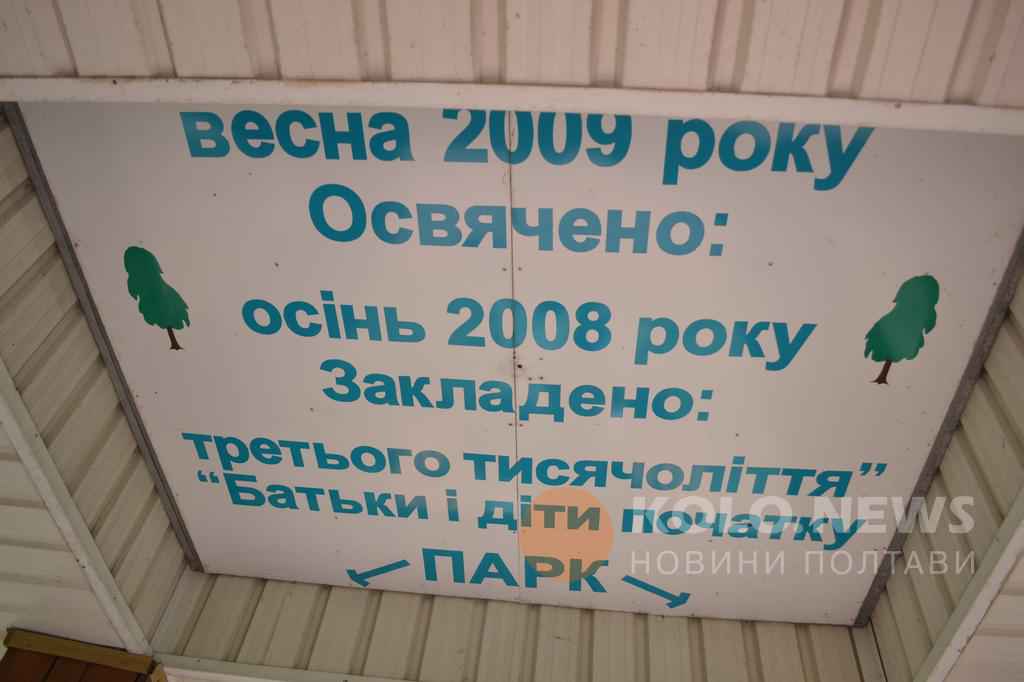 весна 2009 року
Освячено:
осінь 2008 року
Закладено:
третього тисячоліття”
“Батьки і діти початку
ПАРК
KOLO.NEWS
НОВИНИ ПОЛТАВИ